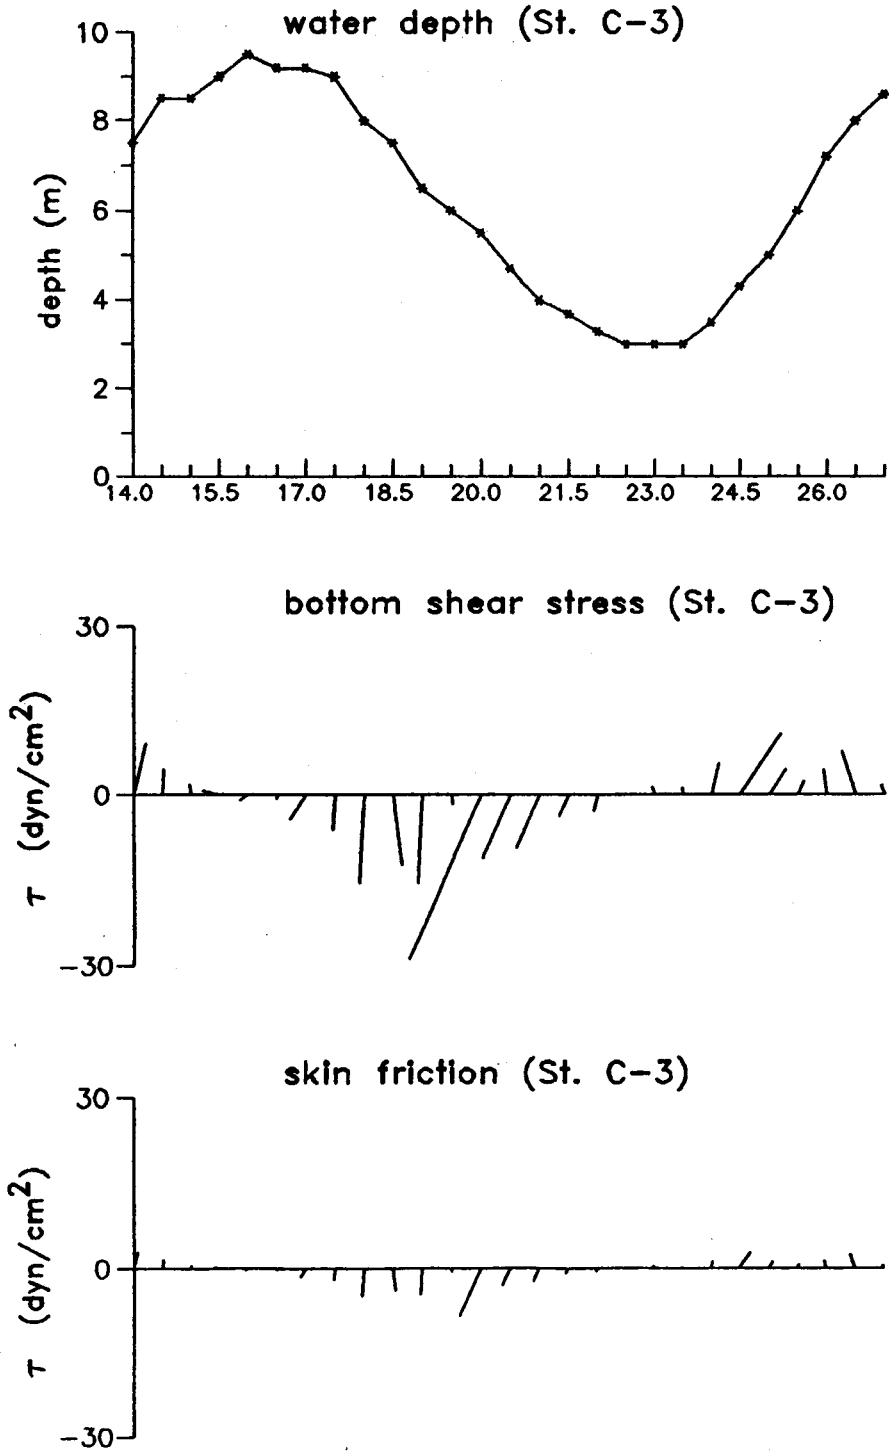 water depth (St. C-3)
10
8
6
4
2
0
depth (m)
14.0 15.5 17.0 18.5 20.0 21.5 23.0 24.5 26.0
bottom shear stress (St. C-3)
30
0
-30
τ (dyn/cm²)
skin friction (St. C-3)
30
0
-30
τ (dyn/cm²)